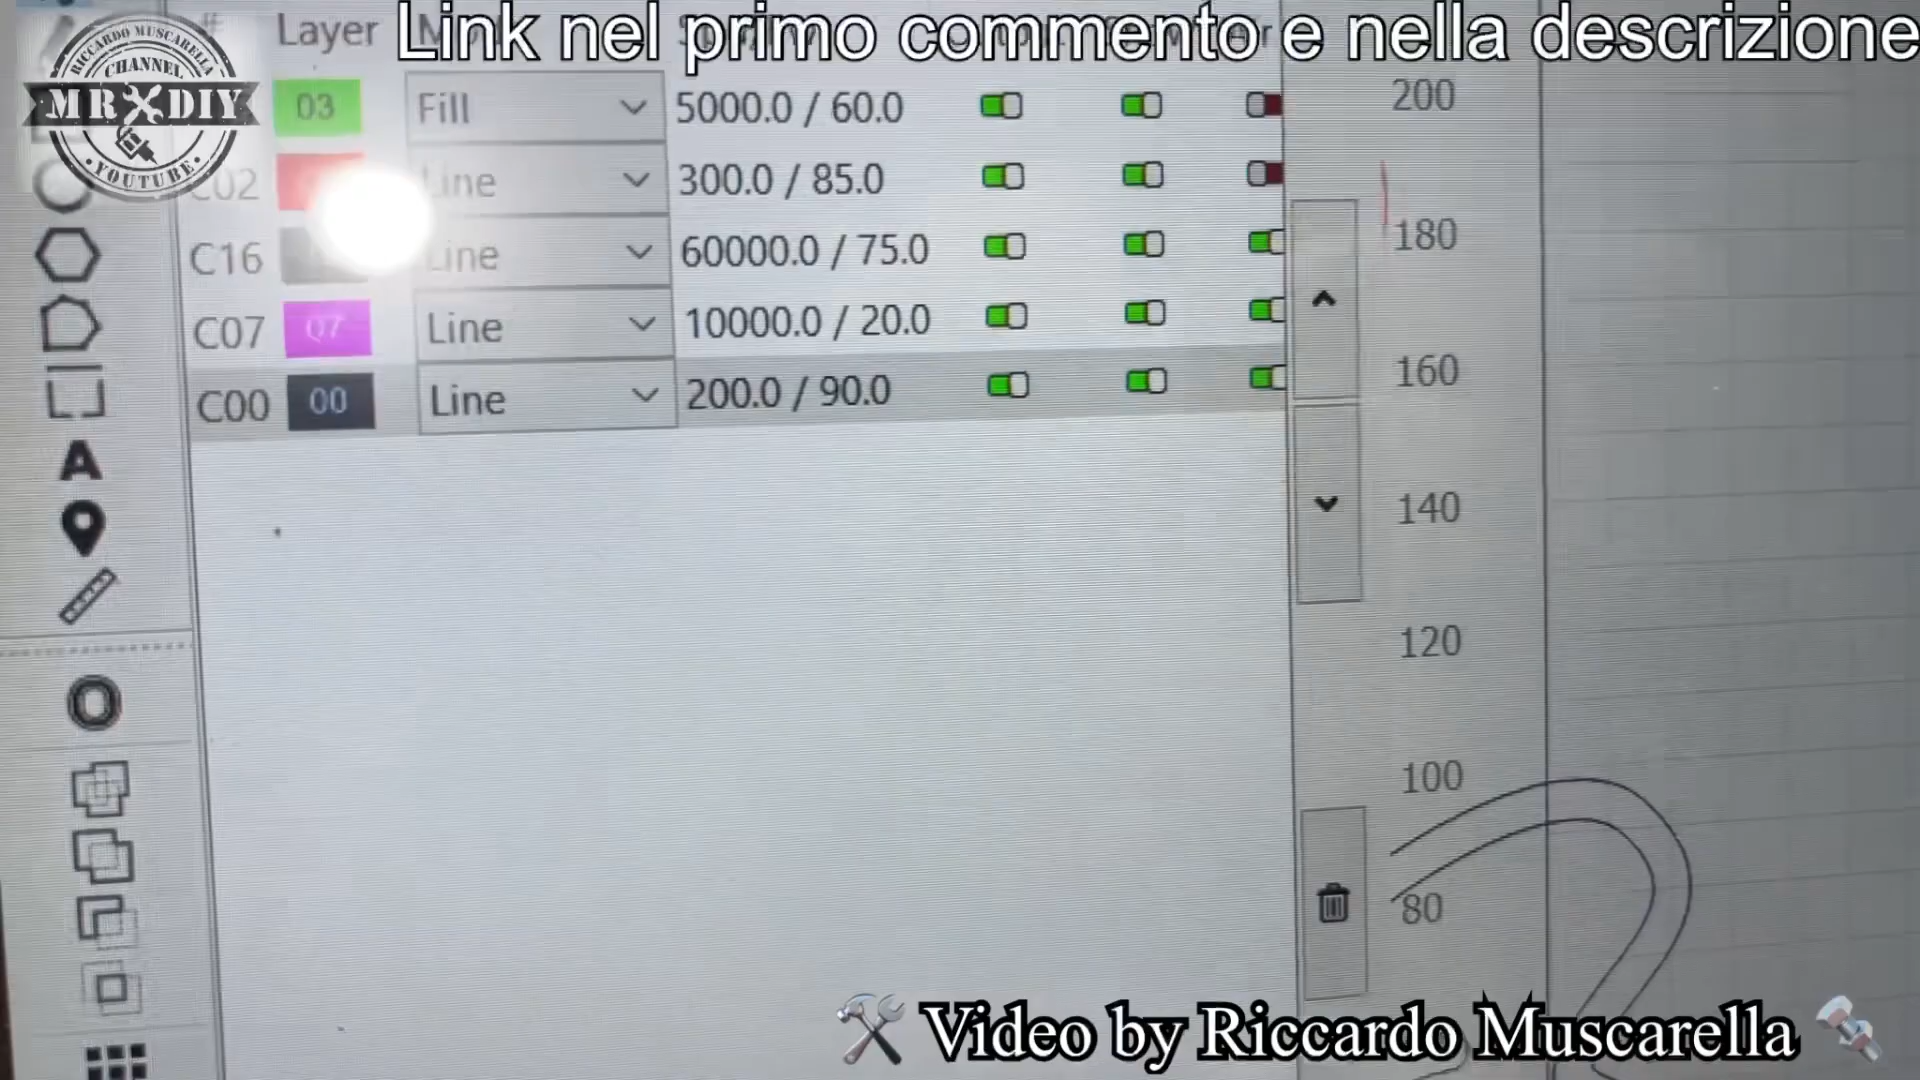 Layer
Link nel primo commento e nella descrizione
RICCARDO MUSCARELLA
CHANNEL
MR DIY
YOUTUBE
03 Fill 5000.0 / 60.0
C02 Line 300.0 / 85.0
C16 Line 60000.0 / 75.0
C07 07 Line 10000.0 / 20.0
C00 00 Line 200.0 / 90.0
200
180
160
140
120
100
80
A
Video by Riccardo Muscarella